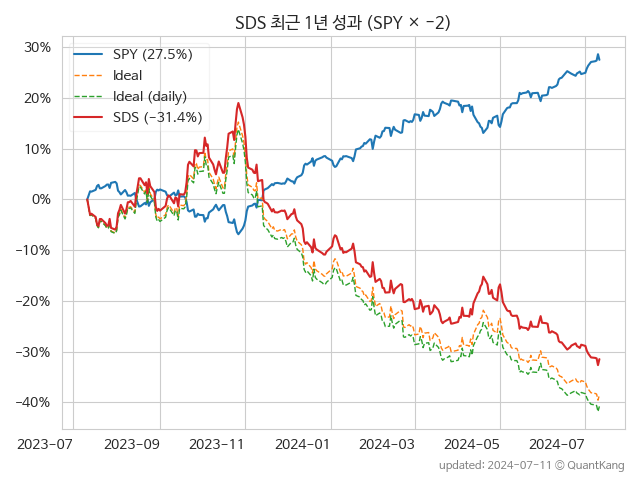 SDS 최근 1년 성과 (SPY × −2)
30%
20%
10%
0%
−10%
−20%
−30%
−40%
SPY (27.5%)
Ideal
Ideal (daily)
SDS (−31.4%)
2023-07
2023-09
2023-11
2024-01
2024-03
2024-05
2024-07
updated: 2024-07-11 © QuantKang